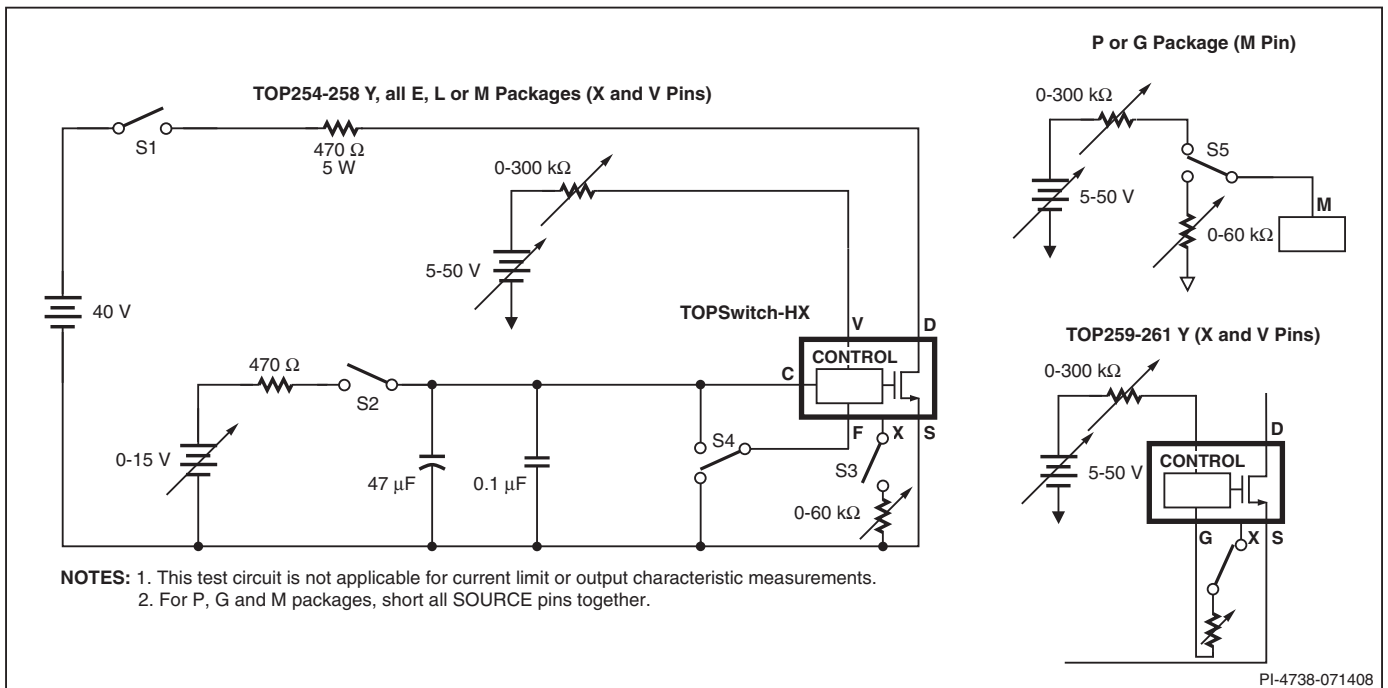 TOP254-258 Y, all E, L or M Packages (X and V Pins)
S1
470 Ω
5 W
0-300 kΩ
5-50 V
40 V
TOPSwitch-HX
V
D
CONTROL
C
470 Ω
S2
F
X
S
S4
S3
0-15 V
47 µF
0.1 µF
0-60 kΩ
NOTES: 1. This test circuit is not applicable for current limit or output characteristic measurements.
2. For P, G and M packages, short all SOURCE pins together.
P or G Package (M Pin)
0-300 kΩ
S5
5-50 V
M
0-60 kΩ
TOP259-261 Y (X and V Pins)
0-300 kΩ
D
5-50 V
CONTROL
G
X
S
PI-4738-071408